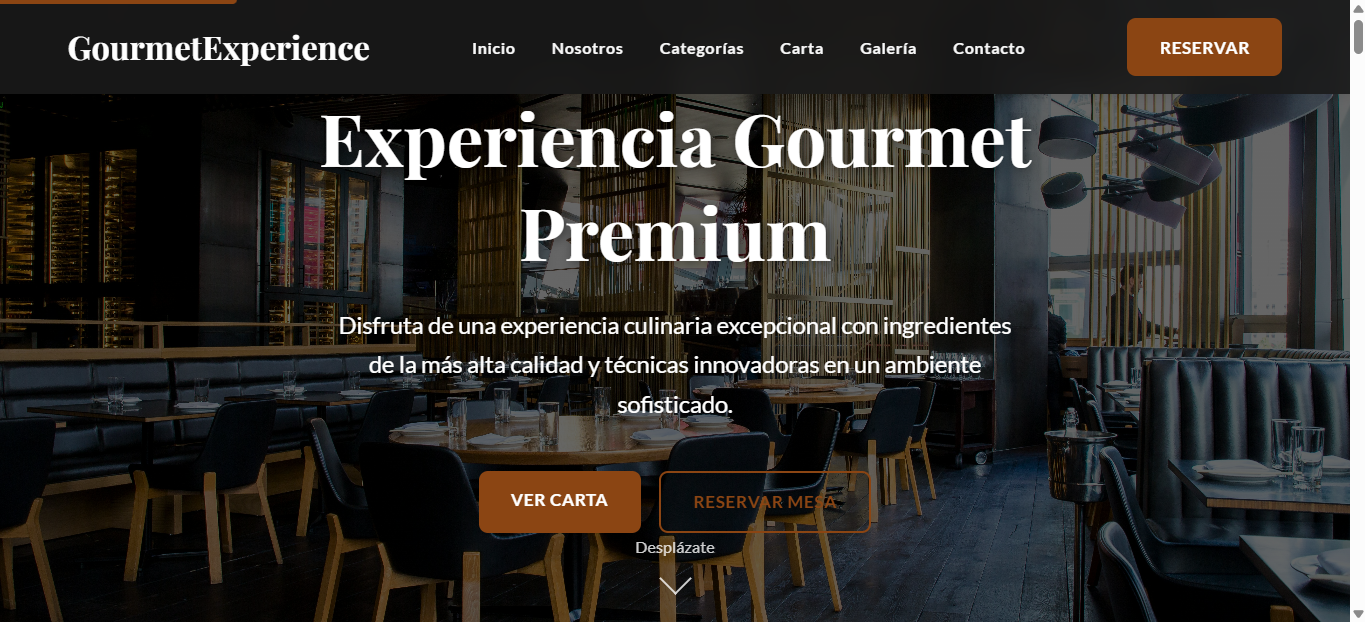 GourmetExperience
Inicio Nosotros Categorías Carta Galería Contacto
RESERVAR
Experiencia Gourmet
Premium
Disfruta de una experiencia culinaria excepcional con ingredientes
de la más alta calidad y técnicas innovadoras en un ambiente
sofisticado.
VER CARTA
RESERVAR MESA
Desplázate